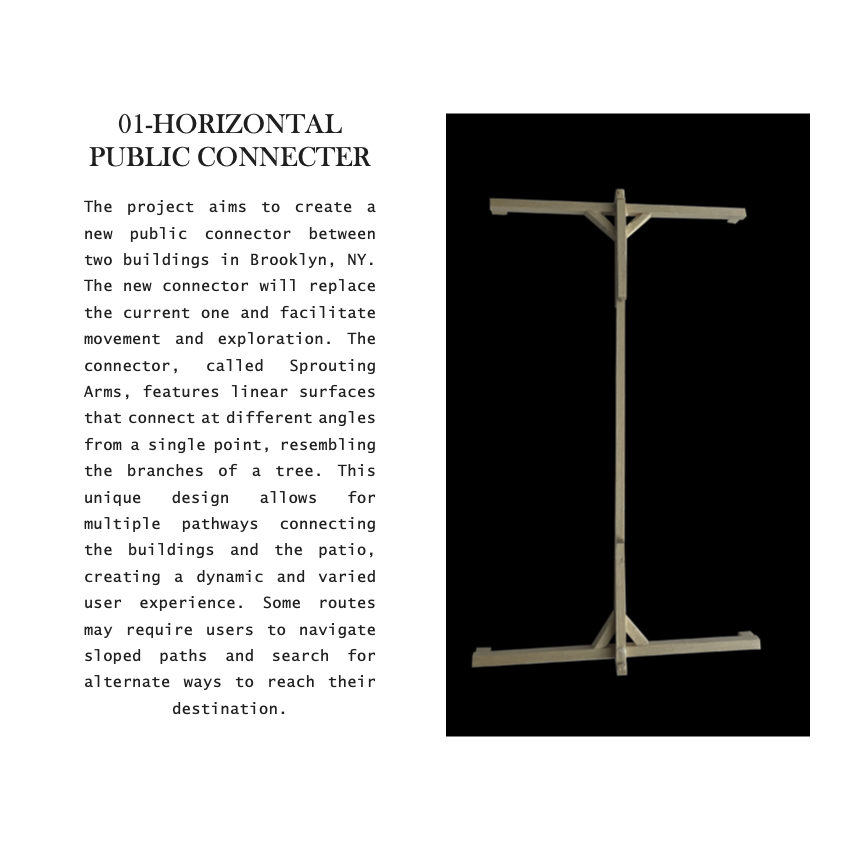 01-HORIZONTAL
PUBLIC CONNECTER
The project aims to create a
new public connector between
two buildings in Brooklyn, NY.
The new connector will replace
the current one and facilitate
movement and exploration. The
connector, called Sprouting
Arms, features linear surfaces
that connect at different angles
from a single point, resembling
the branches of a tree. This
unique design allows for
multiple pathways connecting
the buildings and the patio,
creating a dynamic and varied
user experience. Some routes
may require users to navigate
sloped paths and search for
alternate ways to reach their
destination.